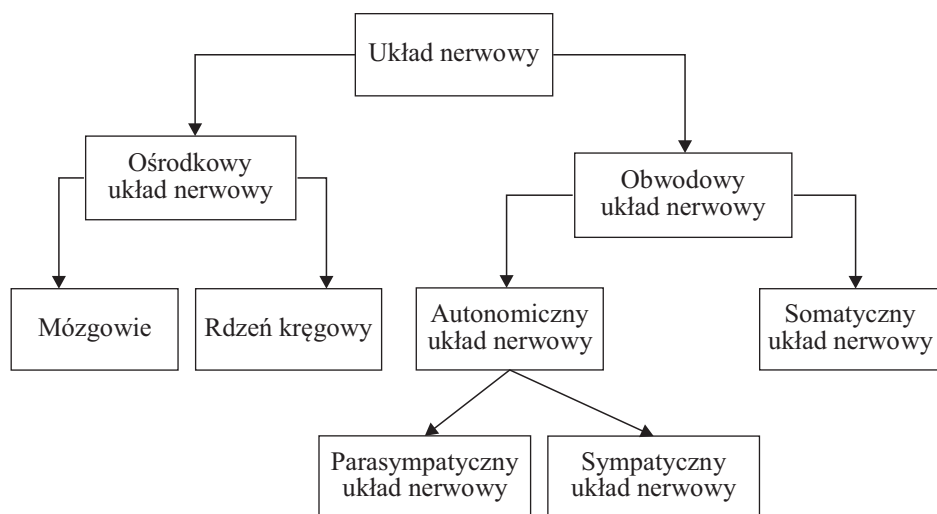 Układ nerwowy
Ośrodkowy
układ nerwowy
Obwodowy
układ nerwowy
Mózgowie
Rdzeń kręgowy
Autonomiczny
układ nerwowy
Somatyczny
układ nerwowy
Parasympatyczny
układ nerwowy
Sympatyczny
układ nerwowy